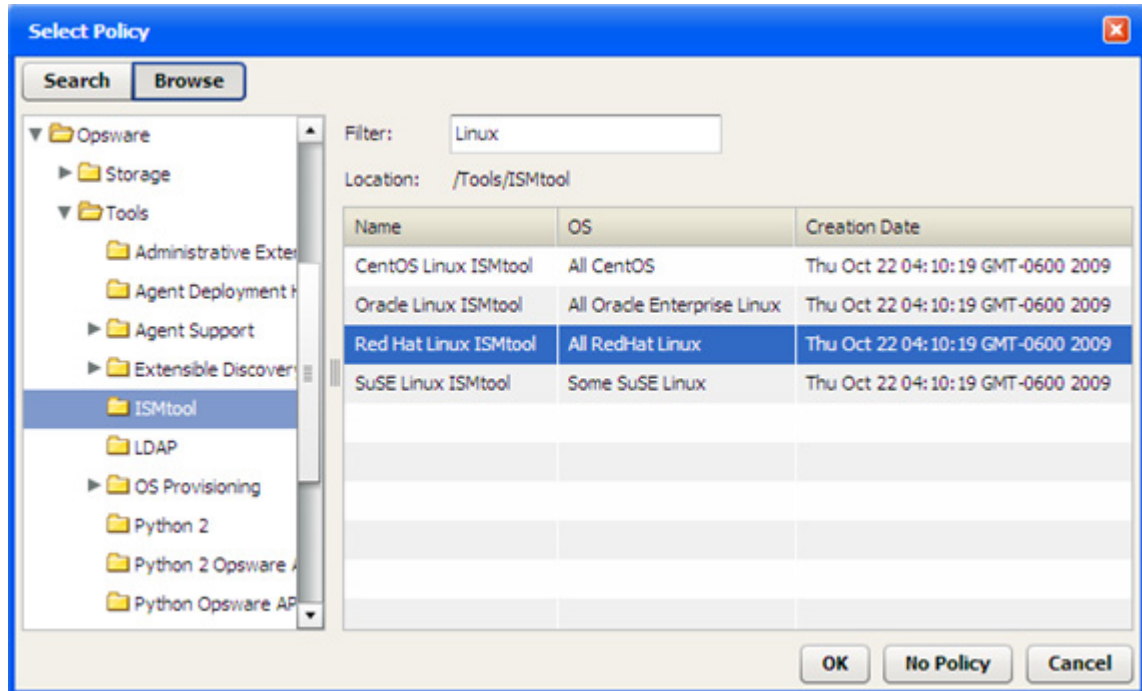 Select Policy
Search Browse
Opsware
Storage
Tools
Administrative Exter
Agent Deployment H
Agent Support
Extensible Discover
ISMtool
LDAP
OS Provisioning
Python 2
Python 2 Opsware A
Python Opsware AP
Filter: Linux
Location: /Tools/ISMtool
Name OS Creation Date
CentOS Linux ISMtool All CentOS Thu Oct 22 04:10:19 GMT-0600 2009
Oracle Linux ISMtool All Oracle Enterprise Linux Thu Oct 22 04:10:19 GMT-0600 2009
Red Hat Linux ISMtool All RedHat Linux Thu Oct 22 04:10:19 GMT-0600 2009
SuSE Linux ISMtool Some SuSE Linux Thu Oct 22 04:10:19 GMT-0600 2009
OK No Policy Cancel